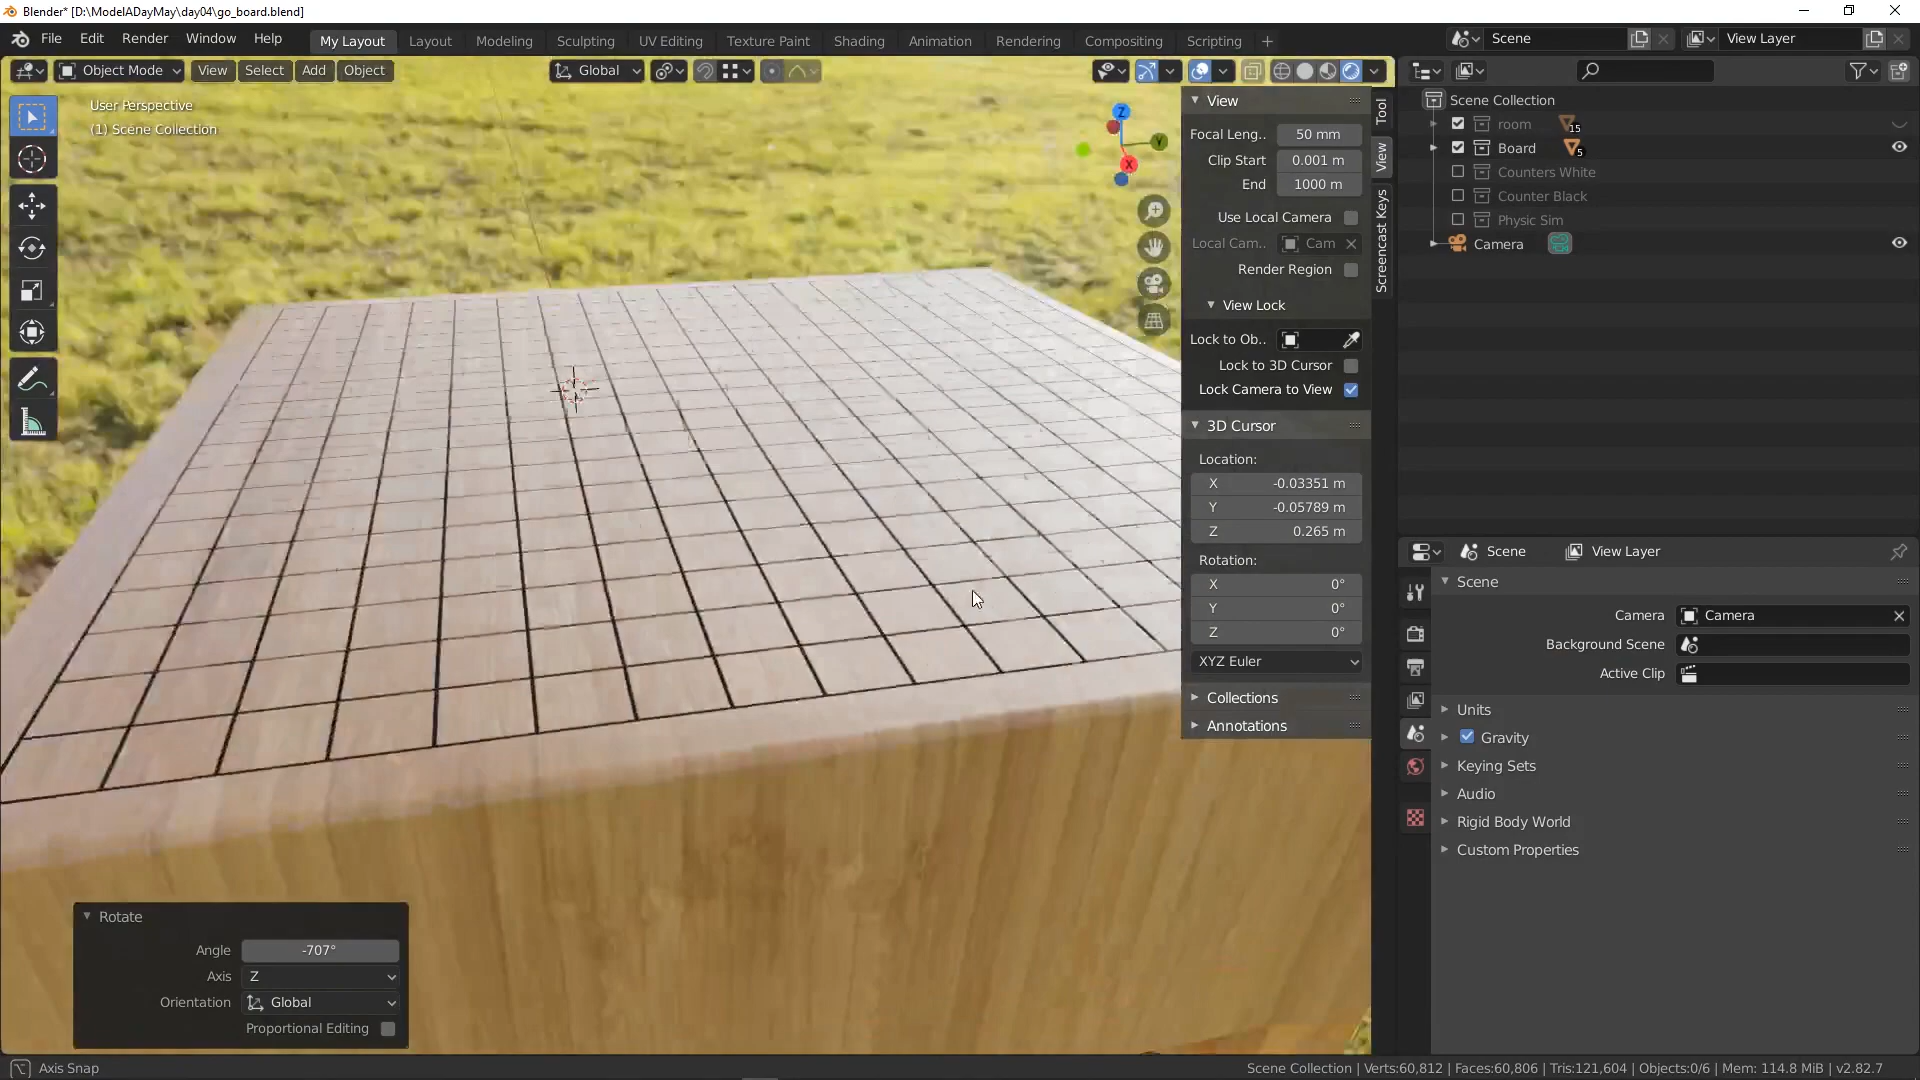 Blender* [D:\ModelADayMay\day04\go_board.blend]
File Edit Render Window Help
My Layout Layout Modeling Sculpting UV Editing Texture Paint Shading Animation Rendering Compositing Scripting +
Scene View Layer
Object Mode View Select Add Object Global
User Perspective
(1) Scene Collection
Z
Y
X
View
Focal Leng.. 50 mm
Clip Start 0.001 m
End 1000 m
Use Local Camera
Local Cam.. Cam
Render Region
View Lock
Lock to Ob..
Lock to 3D Cursor
Lock Camera to View
3D Cursor
Location:
X -0.03351 m
Y -0.05789 m
Z 0.265 m
Rotation:
X 0°
Y 0°
Z 0°
XYZ Euler
Collections
Annotations
Tool
View
Screencast Keys
Scene Collection
room 15
Board 5
Counters White
Counter Black
Physic Sim
Camera
Scene View Layer
Scene
Camera Camera
Background Scene
Active Clip
Units
Gravity
Keying Sets
Audio
Rigid Body World
Custom Properties
Rotate
Angle -707°
Axis Z
Orientation Global
Proportional Editing
Axis Snap
Scene Collection | Verts:60,812 | Faces:60,806 | Tris:121,604 | Objects:0/6 | Mem: 114.8 MiB | v2.82.7